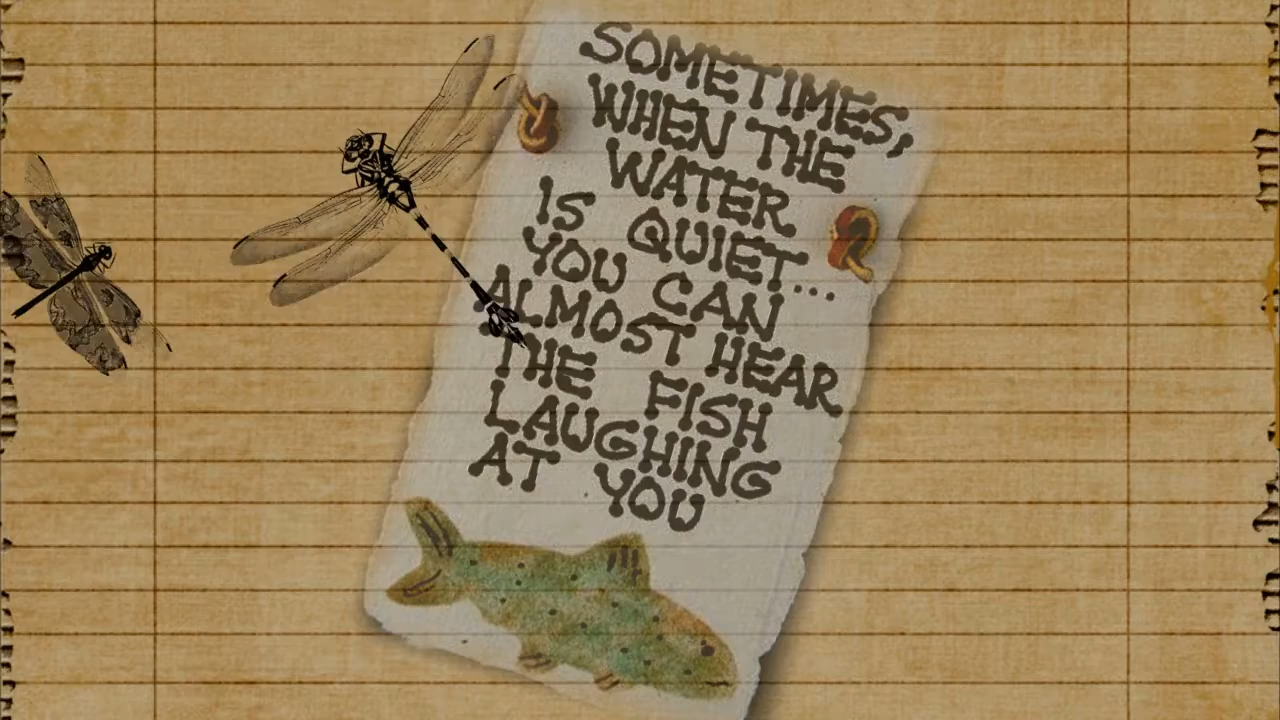 SOMETIMES,
WHEN THE
WATER
IS QUIET...
YOU CAN
ALMOST HEAR
THE FISH
LAUGHING
AT YOU